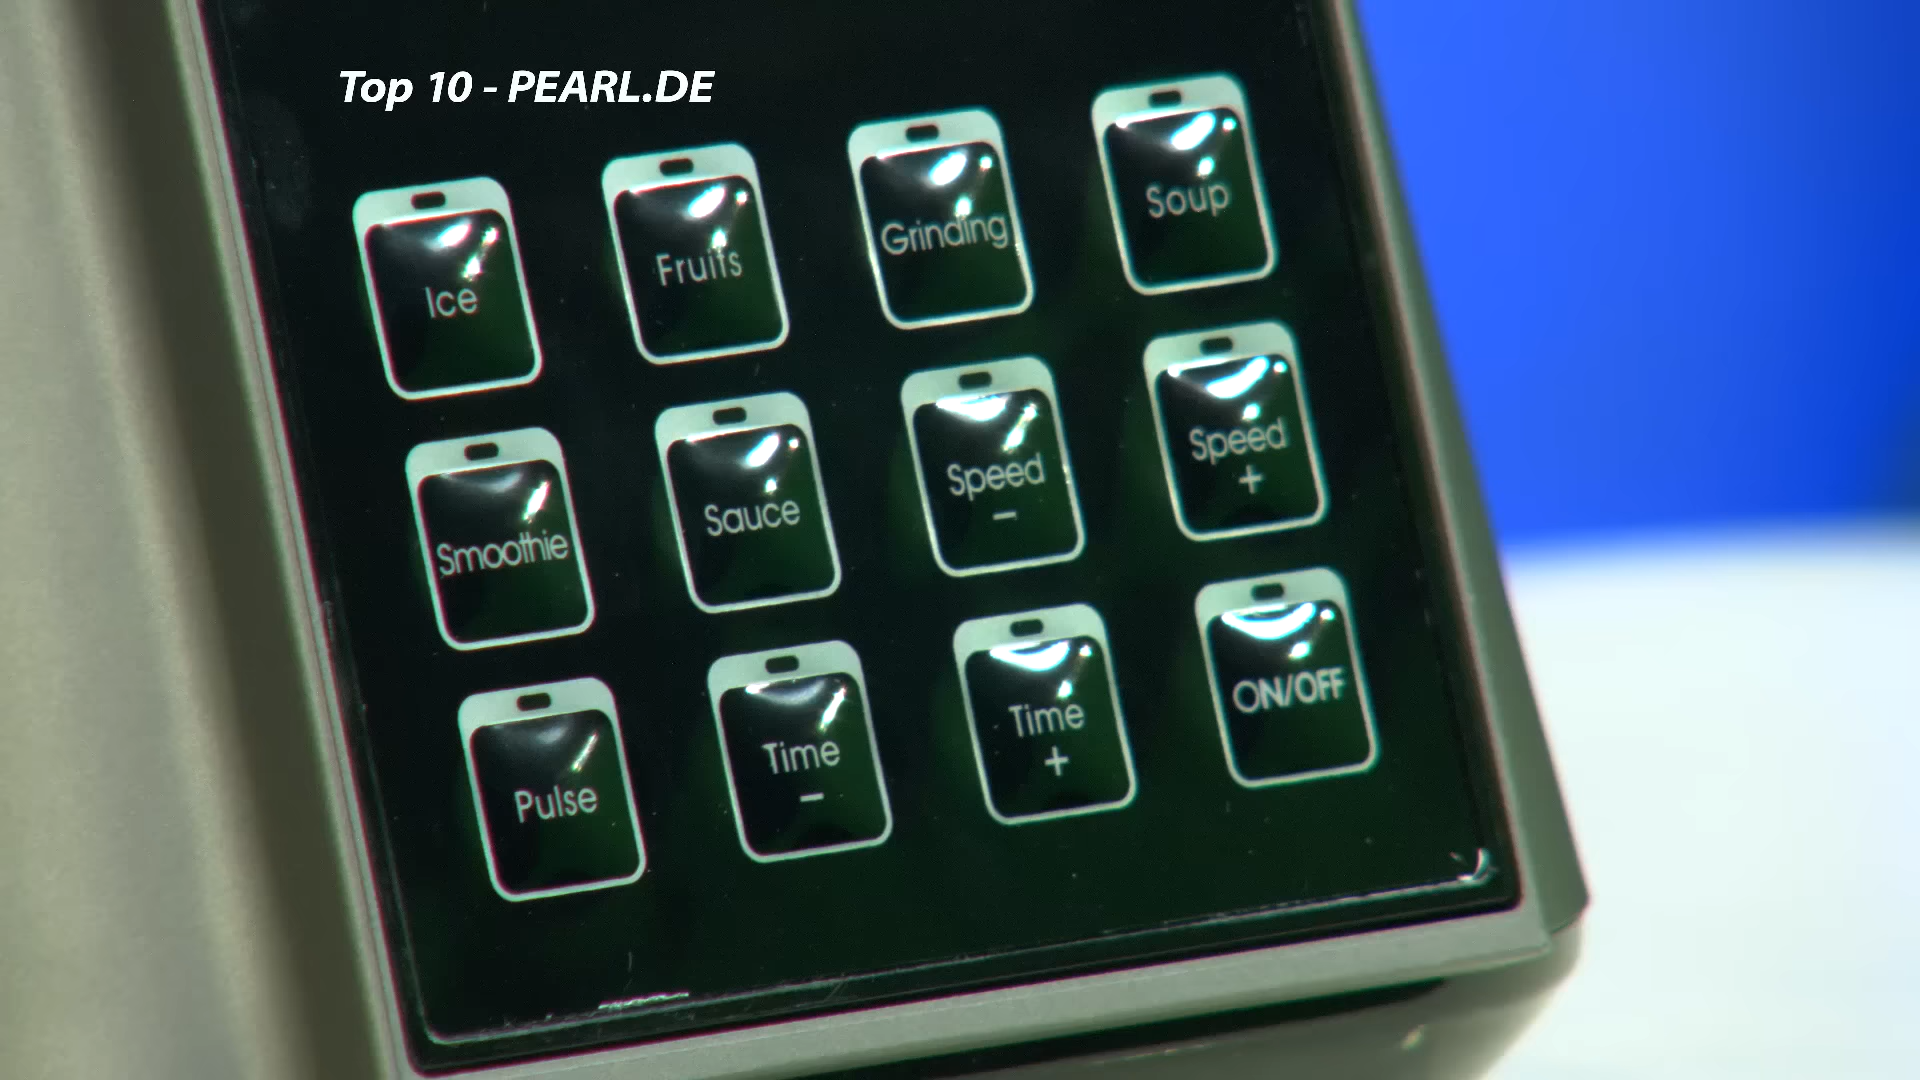 Top 10 - PEARL.DE
Ice
Fruits
Grinding
Soup
Smoothie
Sauce
Speed
-
Speed
+
Pulse
Time
-
Time
+
ON/OFF